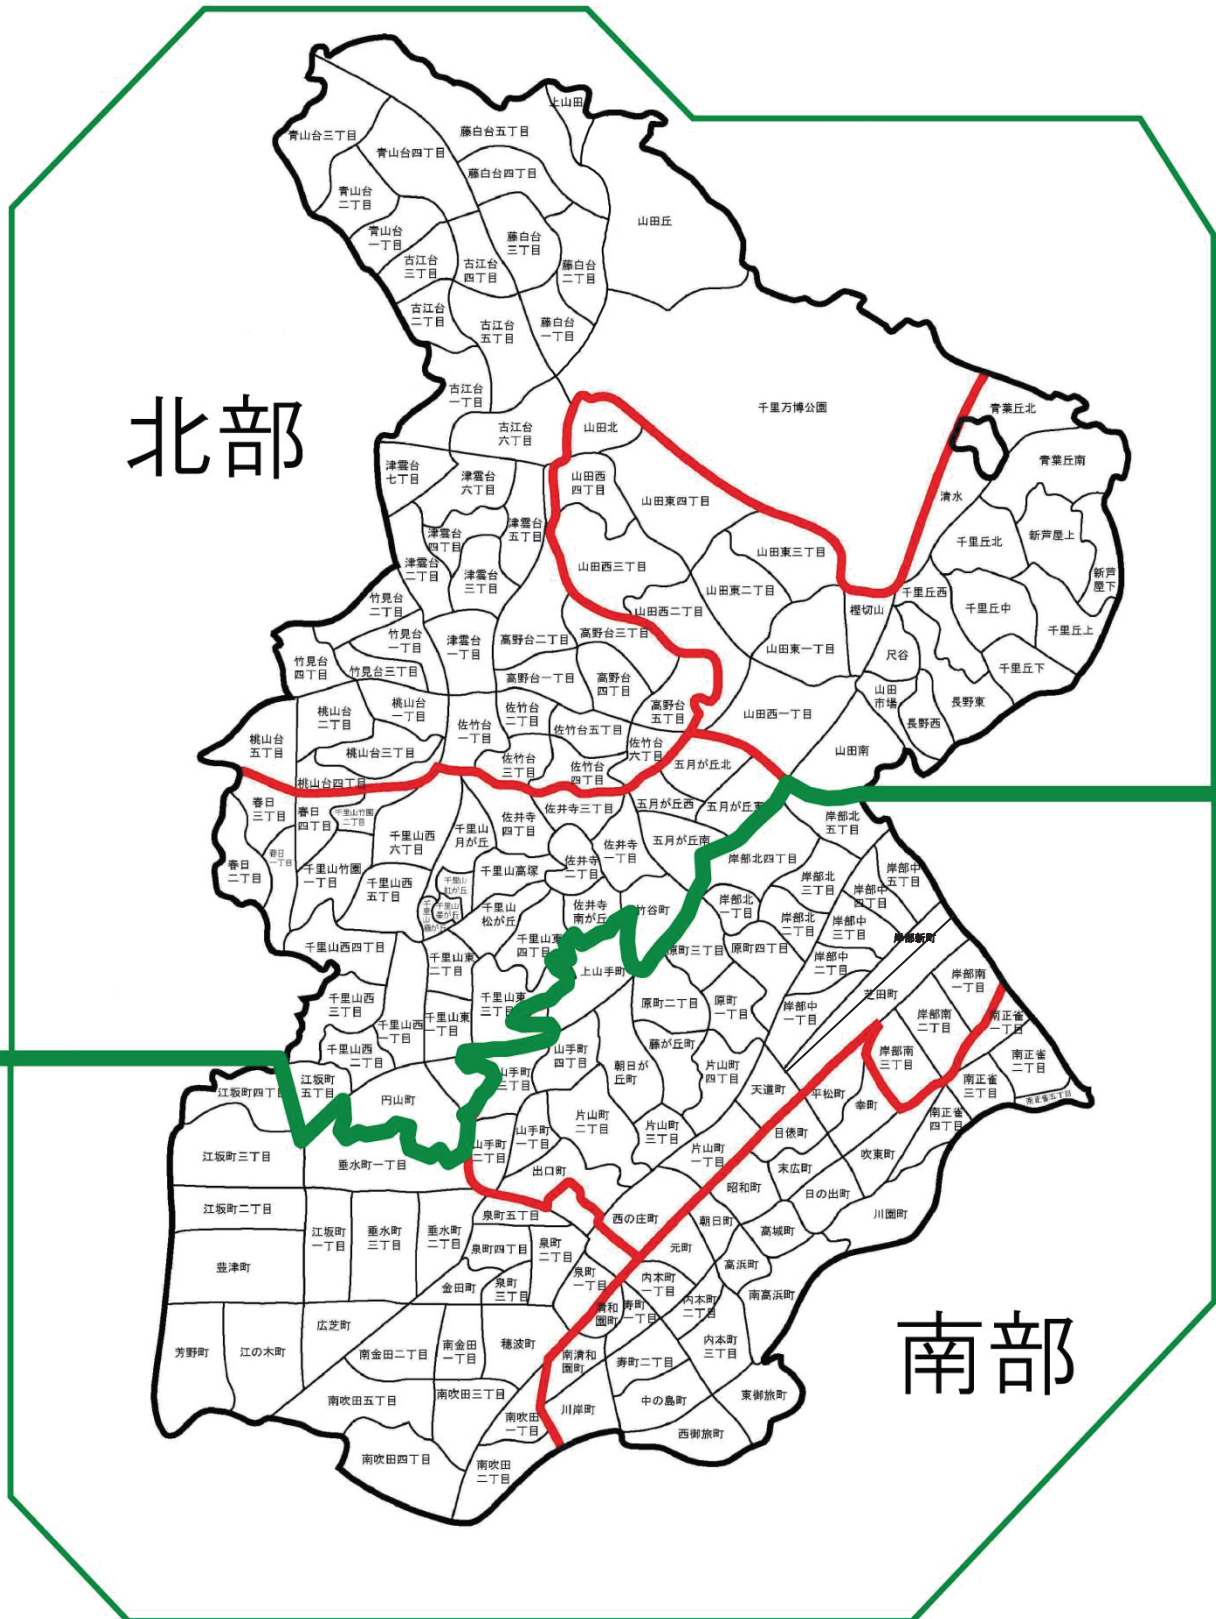 上山田
藤白台五丁目
青山台三丁目
青山台四丁目
藤白台四丁目
青山台
二丁目
山田丘
青山台
一丁目
藤白台
三丁目
古江台
三丁目
古江台
四丁目
藤白台
二丁目
古江台
二丁目
古江台
五丁目
藤白台
一丁目
北部
古江台
一丁目
千里万博公園
青葉丘北
古江台
六丁目
山田北
青葉丘南
津雲台
七丁目
津雲台
六丁目
山田西
四丁目
山田東四丁目
清水
津雲台
五丁目
津雲台
四丁目
千里丘北
新芦屋上
山田東三丁目
津雲台
二丁目
津雲台
三丁目
山田西三丁目
新芦
屋下
山田東二丁目
千里丘西
竹見台
二丁目
山田西二丁目
樫切山
千里丘中
竹見台
一丁目
津雲台
一丁目
高野台二丁目
高野台三丁目
千里丘上
山田東一丁目
尺谷
竹見台
四丁目
竹見台三丁目
高野台一丁目
高野台
四丁目
千里丘下
山田
市場
長野東
桃山台
一丁目
桃山台
二丁目
佐竹台
二丁目
高野台
五丁目
山田西一丁目
長野西
佐竹台
一丁目
佐竹台五丁目
桃山台
五丁目
桃山台三丁目
佐竹台
六丁目
山田南
佐竹台
三丁目
佐竹台
四丁目
五月が丘北
桃山台四丁目
春日
三丁目
春日
四丁目
千里山竹園
二丁目
佐井寺三丁目
五月が丘西
五月が丘東
千里山西
六丁目
千里山
月が丘
佐井寺
四丁目
岸部北
五丁目
五月が丘南
佐井寺
一丁目
春日
一丁目
春日
二丁目
千里山竹園
一丁目
千里山高塚
佐井寺
二丁目
岸部北四丁目
千里山西
五丁目
千里山
虹が丘
岸部北
三丁目
岸部中
五丁目
岸部中
四丁目
千里山
星が丘
千里山
松が丘
佐井寺
南が丘
竹谷町
岸部北
一丁目
岸部北
二丁目
岸部中
三丁目
岸部新町
千里山西四丁目
千里山東
四丁目
千里山東
二丁目
原町三丁目
原町四丁目
岸部中
二丁目
上山手町
岸部南
一丁目
千里山西
三丁目
千里山東
三丁目
原町二丁目
原町
一丁目
芝田町
岸部中
一丁目
千里山西
一丁目
千里山東
一丁目
岸部南
二丁目
南正雀
一丁目
千里山西
二丁目
山手町
四丁目
藤が丘町
岸部南
三丁目
南正雀
二丁目
朝日が
丘町
片山町
四丁目
山手町
三丁目
江坂町四丁目
江坂町
五丁目
天道町
平松町
南正雀
三丁目
円山町
幸町
南正雀五丁目
南正雀
四丁目
片山町
二丁目
片山町
三丁目
目俵町
山手町
一丁目
山手町
二丁目
江坂町三丁目
垂水町一丁目
出口町
片山町
一丁目
末広町
吹東町
昭和町
日の出町
江坂町二丁目
泉町五丁目
西の庄町
朝日町
高城町
川園町
江坂町
一丁目
垂水町
三丁目
垂水町
二丁目
泉町四丁目
泉町
二丁目
元町
豊津町
高浜町
金田町
泉町
三丁目
泉町
一丁目
内本町
一丁目
南高浜町
内本町
二丁目
清和
園町
寿町
一丁目
広芝町
内本町
三丁目
南部
芳野町
江の木町
南金田二丁目
南金田
一丁目
穂波町
南清和
園町
寿町二丁目
南吹田五丁目
南吹田三丁目
中の島町
東御旅町
南吹田
一丁目
川岸町
西御旅町
南吹田四丁目
南吹田
二丁目